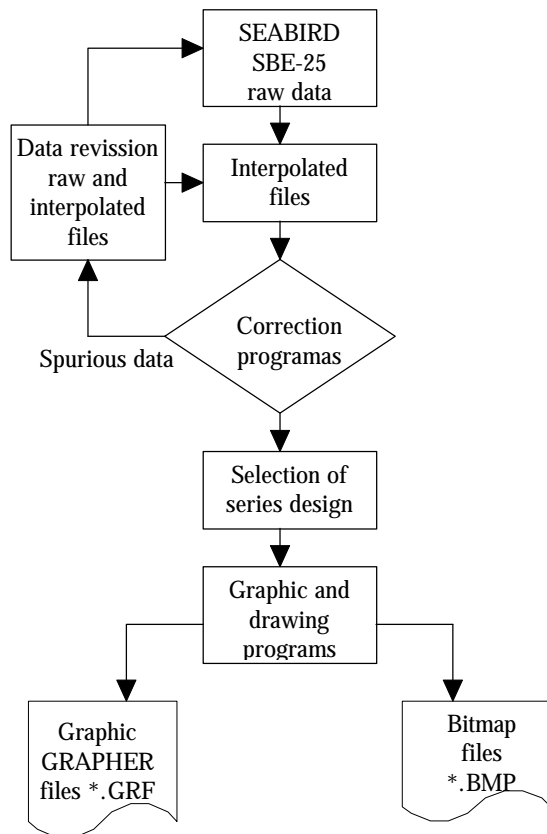 SEABIRD
SBE-25
raw data
Data revission
raw and
interpolated
files
Interpolated
files
Correction
programas
Spurious data
Selection of
series design
Graphic and
drawing
programs
Graphic
GRAPHER
files *.GRF
Bitmap
files
*.BMP